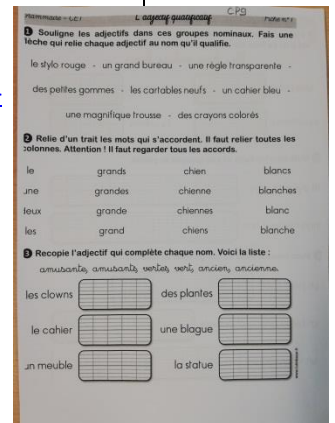 CP9
Grammaire - CE1 L'adjectif qualificatif Fiche n°1
1 Souligne les adjectifs dans ces groupes nominaux. Fais une
flèche qui relie chaque adjectif au nom qu'il qualifie.
le stylo rouge - un grand bureau - une règle transparente -
des petites gommes - les cartables neufs - un cahier bleu -
une magnifique trousse - des crayons colorés
2 Relie d'un trait les mots qui s'accordent. Il faut relier toutes les
colonnes. Attention ! Il faut regarder tous les accords.
le grands chien blancs
une grandes chienne blanches
deux grande chiennes blanc
les grand chiens blanche
3 Recopie l'adjectif qui complète chaque nom. Voici la liste :
amusante, amusants, vertes, vert, ancien, ancienne.
les clowns des plantes
le cahier une blague
un meuble la statue